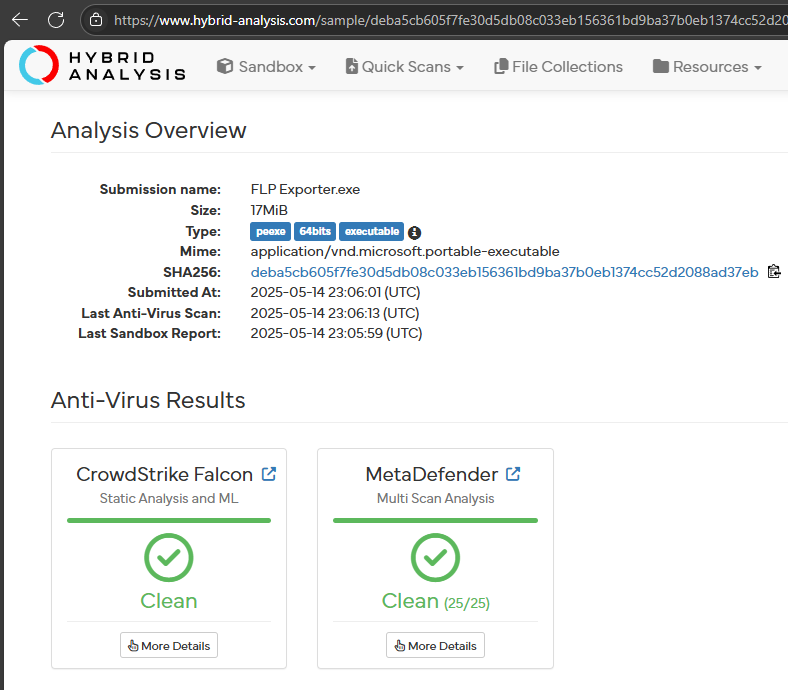 https://www.hybrid-analysis.com/sample/deba5cb605f7fe30d5db08c033eb156361bd9ba37b0eb1374cc52d20
HYBRID
ANALYSIS
Sandbox
Quick Scans
File Collections
Resources
Analysis Overview
Submission name: FLP Exporter.exe
Size: 17MiB
Type: peexe 64bits executable
Mime: application/vnd.microsoft.portable-executable
SHA256: deba5cb605f7fe30d5db08c033eb156361bd9ba37b0eb1374cc52d2088ad37eb
Submitted At: 2025-05-14 23:06:01 (UTC)
Last Anti-Virus Scan: 2025-05-14 23:06:13 (UTC)
Last Sandbox Report: 2025-05-14 23:05:59 (UTC)
Anti-Virus Results
CrowdStrike Falcon
Static Analysis and ML
Clean
More Details
MetaDefender
Multi Scan Analysis
Clean (25/25)
More Details